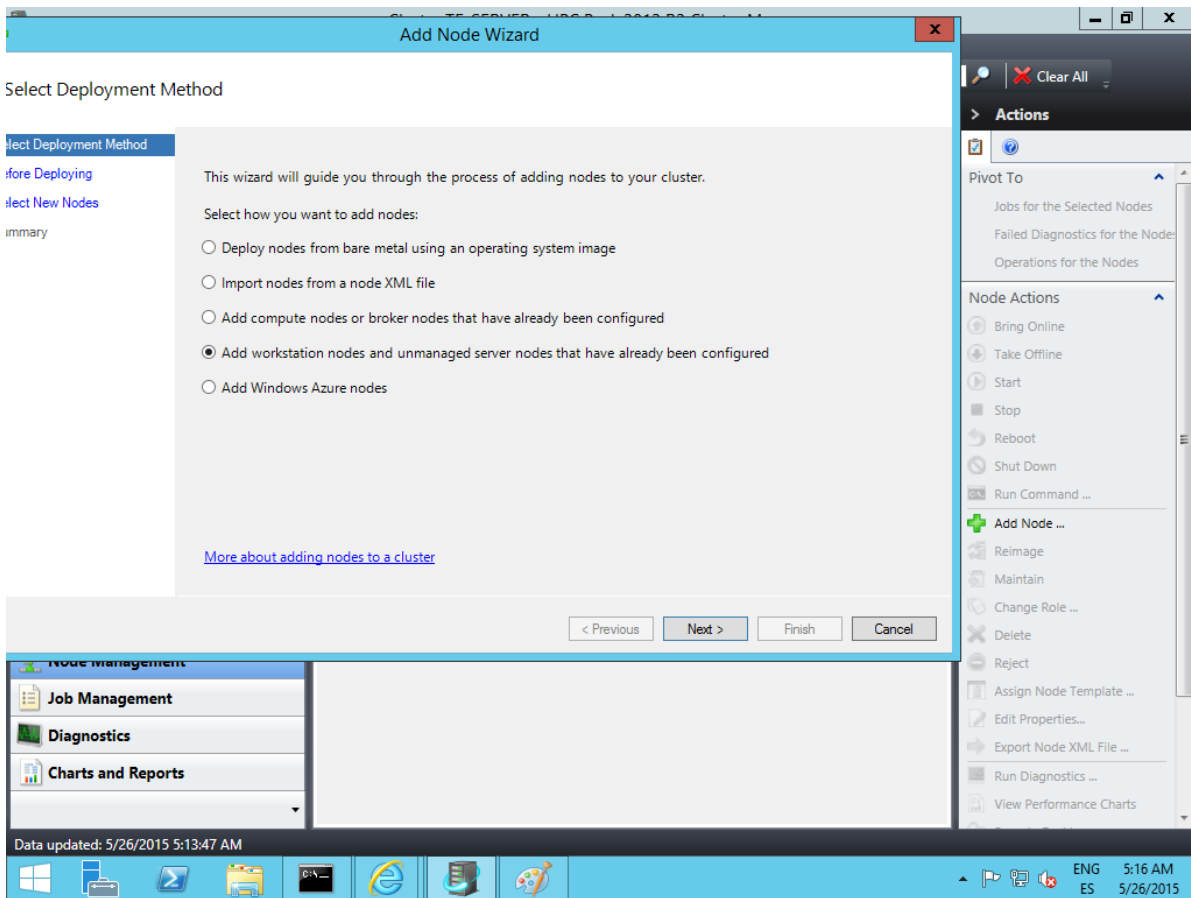 Add Node Wizard
x
x
Select Deployment Method
Clear All
Actions
elect Deployment Method
efore Deploying
elect New Nodes
ummary
This wizard will guide you through the process of adding nodes to your cluster.
Select how you want to add nodes:
Deploy nodes from bare metal using an operating system image
Import nodes from a node XML file
Add compute nodes or broker nodes that have already been configured
Add workstation nodes and unmanaged server nodes that have already been configured
Add Windows Azure nodes
More about adding nodes to a cluster
< Previous
Next >
Finish
Cancel
Pivot To
Jobs for the Selected Nodes
Failed Diagnostics for the Nodes
Operations for the Nodes
Node Actions
Bring Online
Take Offline
Start
Stop
Reboot
Shut Down
Run Command ...
Add Node ...
Reimage
Maintain
Change Role ...
Delete
Reject
Assign Node Template ...
Edit Properties...
Export Node XML File ...
Run Diagnostics ...
View Performance Charts
Node Management
Job Management
Diagnostics
Charts and Reports
Data updated: 5/26/2015 5:13:47 AM
ENG
ES
5:16 AM
5/26/2015